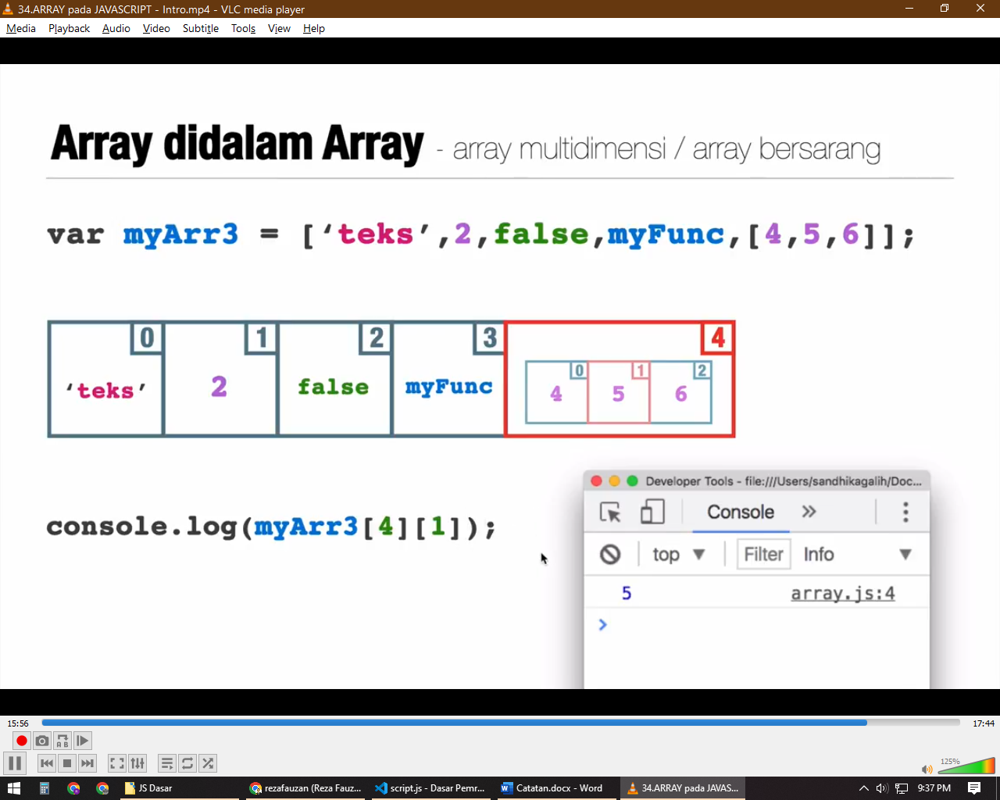 34.ARRAY pada JAVASCRIPT - Intro.mp4 - VLC media player
Media Playback Audio Video Subtitle Tools View Help
Array didalam Array - array multidimensi / array bersarang
var myArr3 = [‘teks’,2,false,myFunc,[4,5,6]];
0 1 2 3 4
0 1 2
‘teks’ 2 false myFunc 4 5 6
console.log(myArr3[4][1]);
Developer Tools - file:///Users/sandhikagalih/Doc...
Console »
top ▼ Filter Info ▼
5 array.js:4
>
15:56 17:44
A B
125%
JS Dasar
rezafauzan (Reza Fauz...
script.js - Dasar Pemr...
Catatan.docx - Word
34.ARRAY pada JAVAS...
9:37 PM